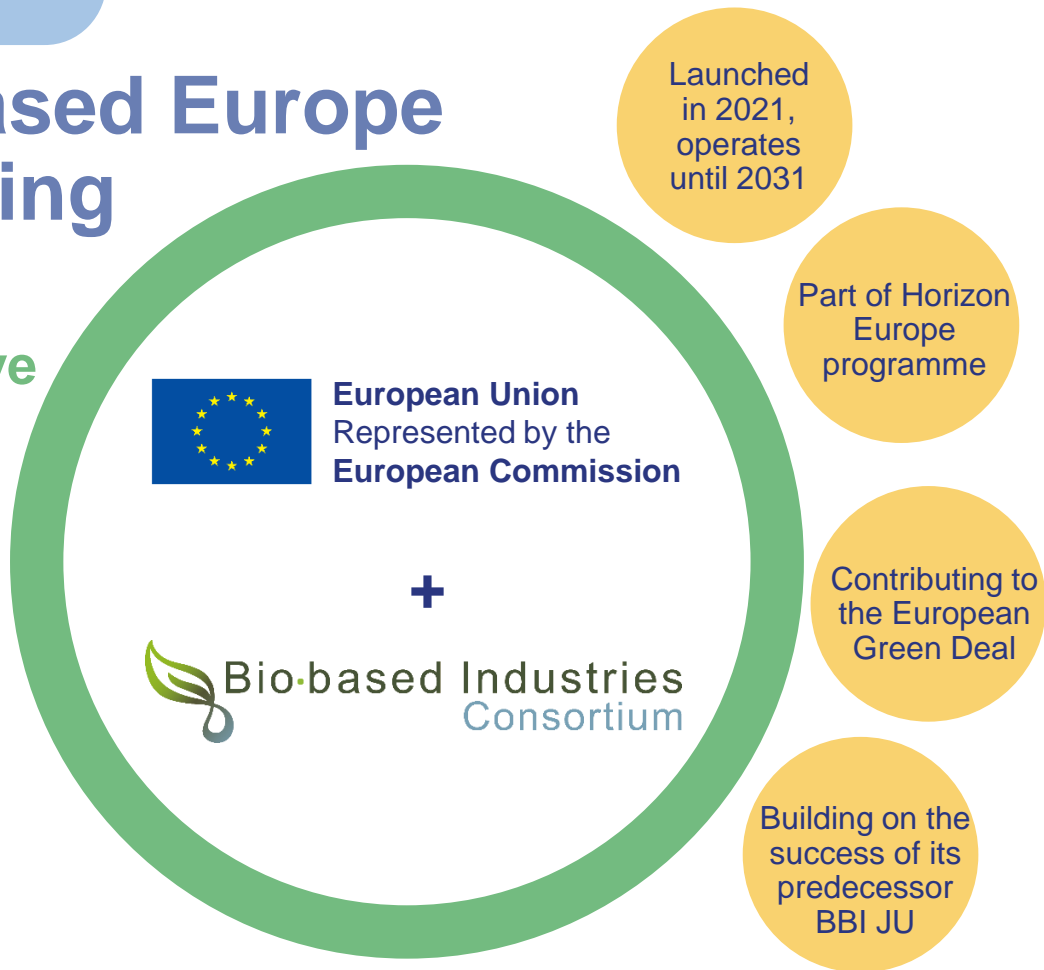 ased Europe
ing
ve
European Union
Represented by the
European Commission
+
Bio-based Industries
Consortium
Launched
in 2021,
operates
until 2031
Part of Horizon
Europe
programme
Contributing to
the European
Green Deal
Building on the
success of its
predecessor
BBI JU